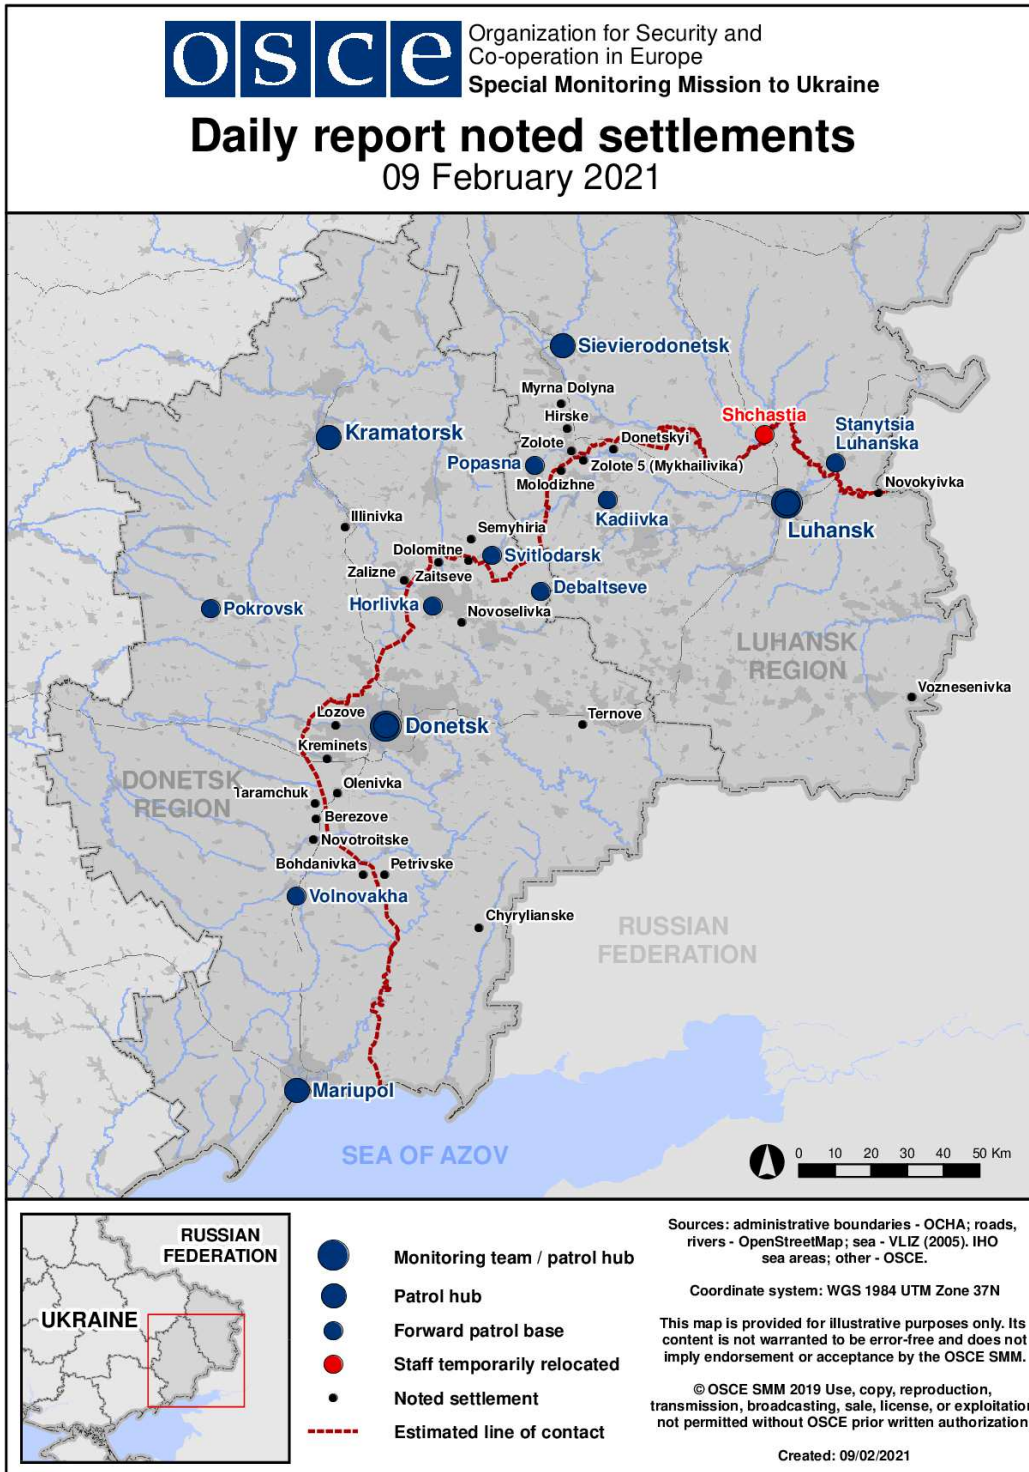 osce
Organization for Security and
Co-operation in Europe
Special Monitoring Mission to Ukraine
Daily report noted settlements
09 February 2021
Sievierodonetsk
Myrna Dolyna
Hirske
Shchastia
Stanytsia
Luhanska
Kramatorsk
Zolote
Donetskyi
Popasna
Zolote 5 (Mykhailivika)
Molodizhne
Novokyivka
Kadiivka
Illinivka
Semyhiria
Luhansk
Dolomitne
Svitlodarsk
Zalizne
Zaitseve
Debaltseve
Pokrovsk
Horlivka
Novoselivka
LUHANSK
REGION
Voznesenivka
Lozove
Donetsk
Ternove
Kreminets
DONETSK
REGION
Taramchuk
Olenivka
Berezove
Novotroitske
Bohdanivka
Petrivske
Volnovakha
Chyrylianske
RUSSIAN
FEDERATION
Mariupol
SEA OF AZOV
0 10 20 30 40 50 Km
RUSSIAN
FEDERATION
UKRAINE
Monitoring team / patrol hub
Patrol hub
Forward patrol base
Staff temporarily relocated
Noted settlement
Estimated line of contact
Sources: administrative boundaries - OCHA; roads,
rivers - OpenStreetMap; sea - VLIZ (2005). IHO
sea areas; other - OSCE.
Coordinate system: WGS 1984 UTM Zone 37N
This map is provided for illustrative purposes only. Its
content is not warranted to be error-free and does not
imply endorsement or acceptance by the OSCE SMM.
© OSCE SMM 2019 Use, copy, reproduction,
transmission, broadcasting, sale, license, or exploitation
not permitted without OSCE prior written authorization
Created: 09/02/2021